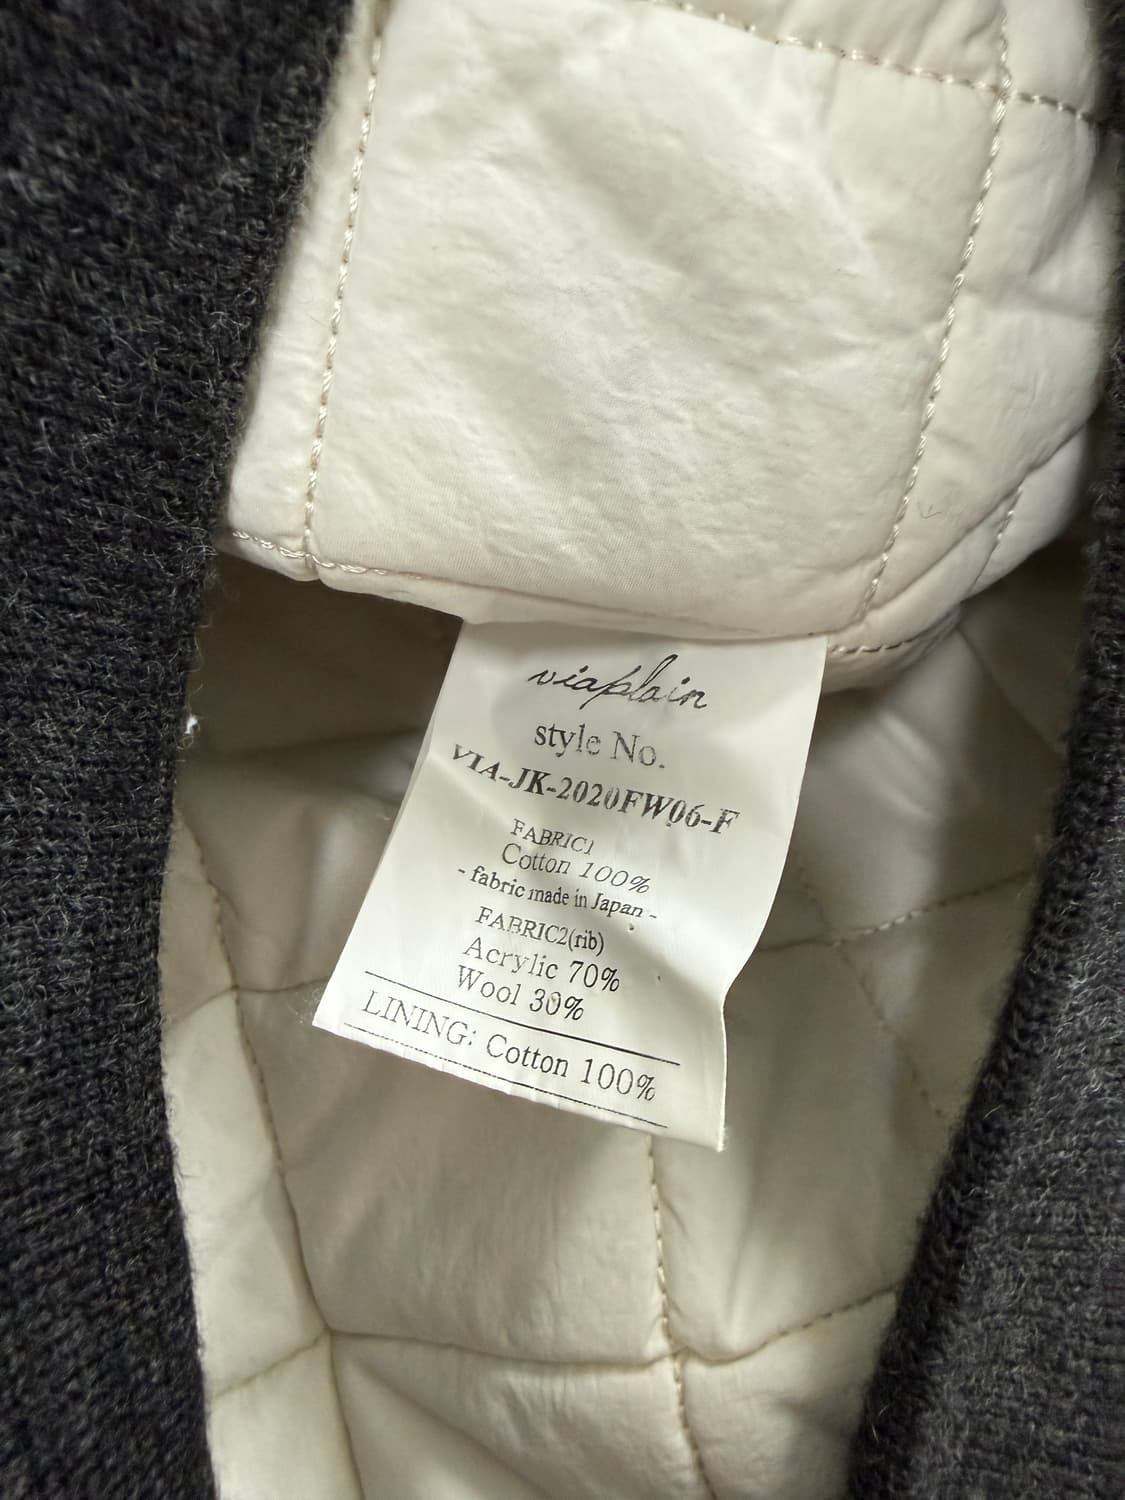 viaplain
style No.
VIA-JK-2020FW06-F
FABRIC1
Cotton 100%
- fabric made in Japan -
FABRIC2(rib)
Acrylic 70%
Wool 30%
LINING: Cotton 100%